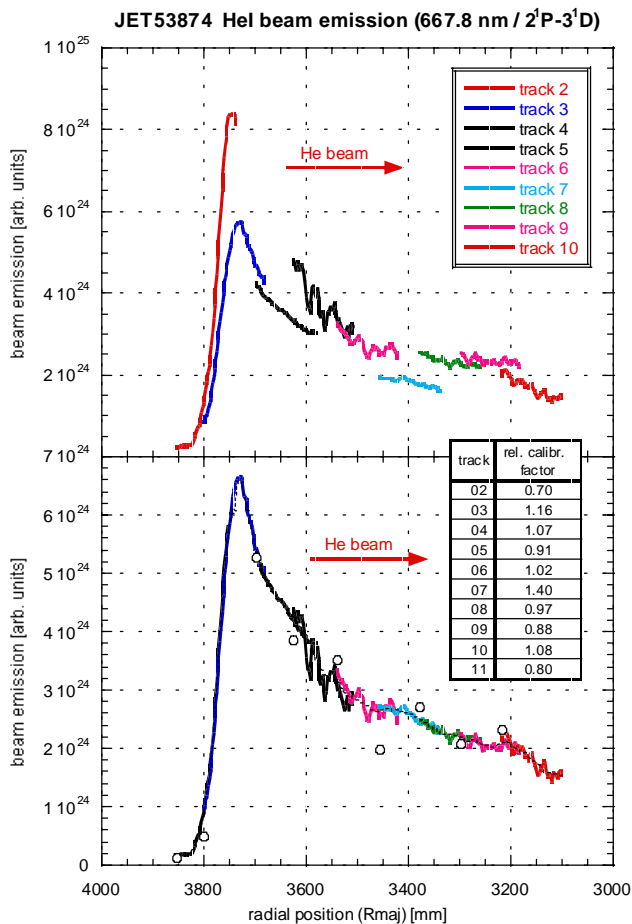 JET53874 HeI beam emission (667.8 nm / 2¹P-3¹D)
1 10²⁵
8 10²⁴
6 10²⁴
4 10²⁴
2 10²⁴
beam emission [arb. units]
He beam
track 2
track 3
track 4
track 5
track 6
track 7
track 8
track 9
track 10
7 10²⁴
6 10²⁴
5 10²⁴
4 10²⁴
3 10²⁴
2 10²⁴
1 10²⁴
0
beam emission [arb. units]
He beam
track rel. calibr. factor
02 0.70
03 1.16
04 1.07
05 0.91
06 1.02
07 1.40
08 0.97
09 0.88
10 1.08
11 0.80
4000 3800 3600 3400 3200 3000
radial position (Rmaj) [mm]